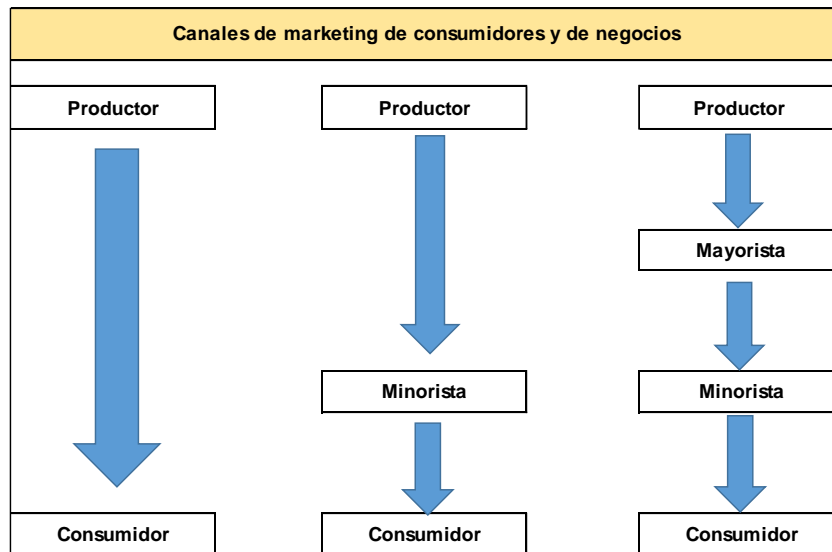 Canales de marketing de consumidores y de negocios
Productor
Productor
Productor
Mayorista
Minorista
Minorista
Consumidor
Consumidor
Consumidor